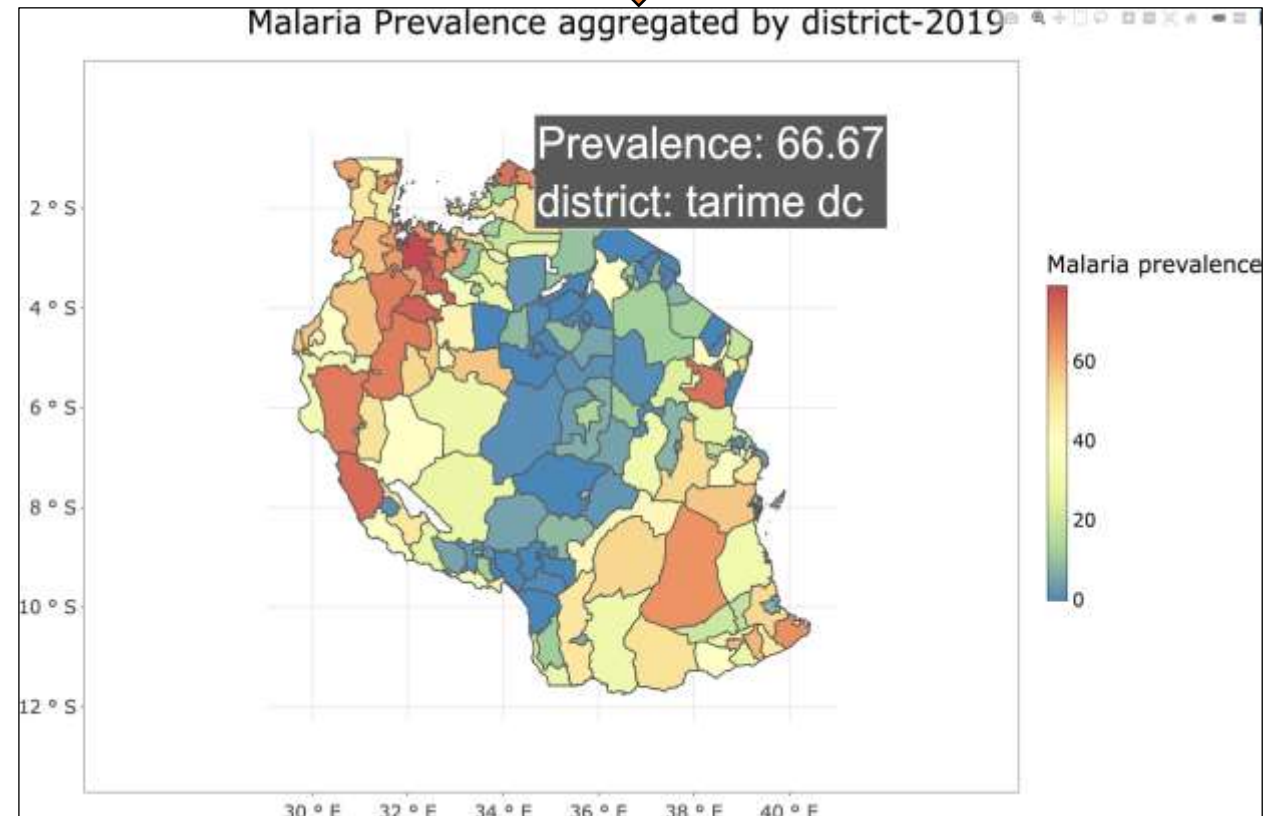 Malaria Prevalence aggregated by district-2019
Prevalence: 66.67
district: tarime dc
2 ° S
4 ° S
6 ° S
8 ° S
10 ° S
12 ° S
30 ° E
32 ° E
34 ° E
36 ° E
38 ° E
40 ° E
Malaria prevalence
60
40
20
0